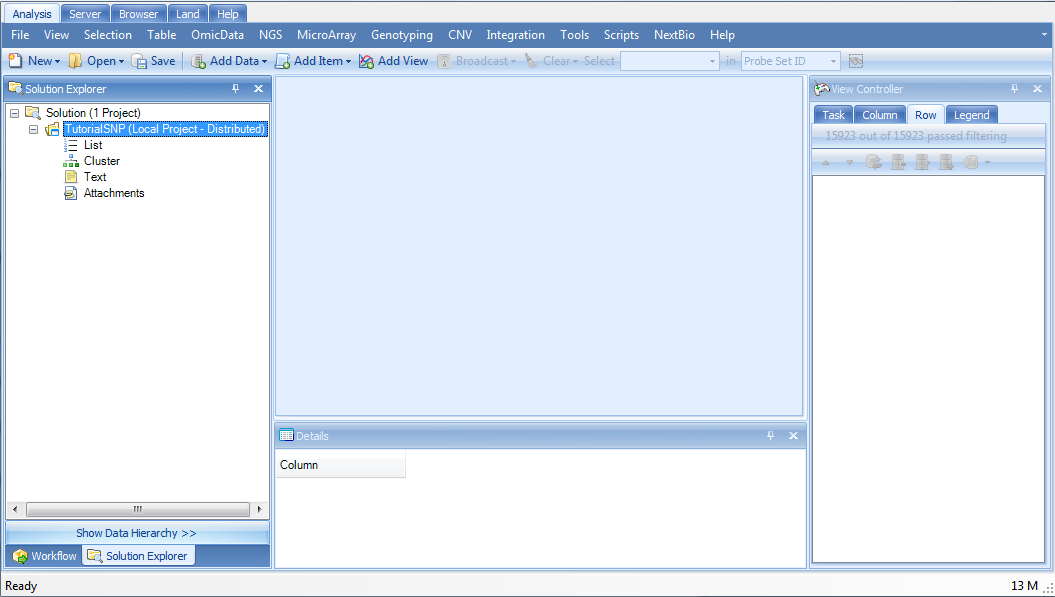 Analysis Server Browser Land Help
File View Selection Table OmicData NGS MicroArray Genotyping CNV Integration Tools Scripts NextBio Help
New Open Save Add Data Add Item Add View Broadcast Clear Select in Probe Set ID
Solution Explorer
Solution (1 Project)
TutorialSNP (Local Project - Distributed)
List
Cluster
Text
Attachments
Show Data Hierarchy >>
Workflow Solution Explorer
Details
Column
View Controller
Task Column Row Legend
15923 out of 15923 passed filtering
Ready 13 M